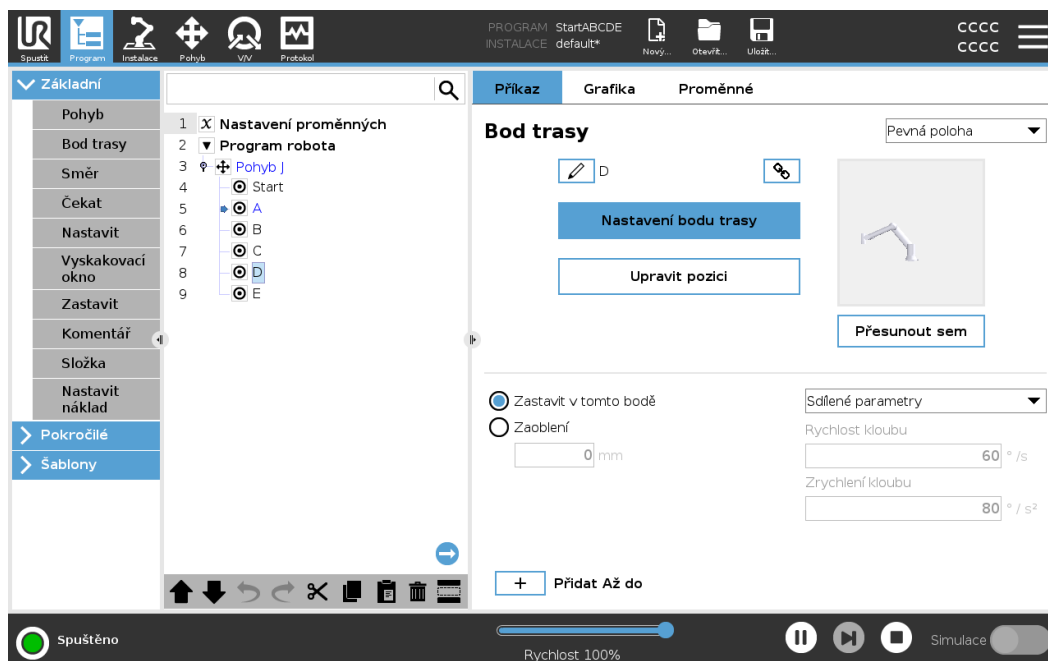 PROGRAM StartABCDE
INSTALACE default*
Spustit
Program
Instalace
Pohyb
V/V
Protokol
Nový...
Otevřít...
Uložit...
CCCC
CCCC
Základní
Pohyb
Bod trasy
Směr
Čekat
Nastavit
Vyskakovací
okno
Zastavit
Komentář
Složka
Nastavit
náklad
Pokročilé
Šablony
1 X Nastavení proměnných
2 Program robota
3 Pohyb J
4 Start
5 A
6 B
7 C
8 D
9 E
Příkaz Grafika Proměnné
Bod trasy
Pevná poloha
D
Nastavení bodu trasy
Upravit pozici
Přesunout sem
Zastavit v tomto bodě
Zaoblení
0 mm
Sdílené parametry
Rychlost kloubu
60 ° /s
Zrychlení kloubu
80 ° / s²
+ Přidat Až do
Spuštěno
Rychlost 100%
Simulace